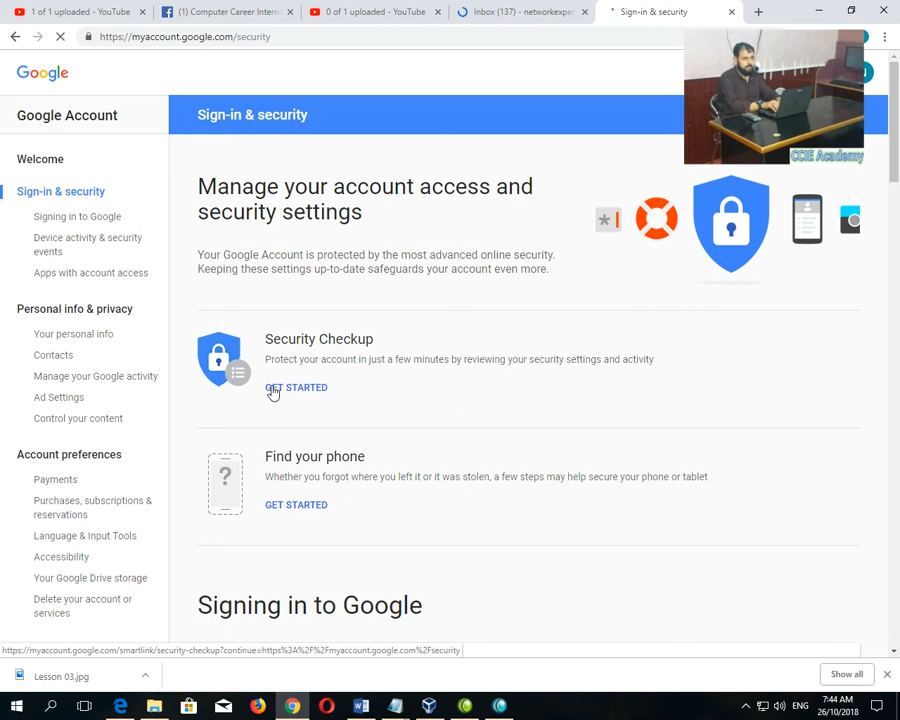 1 of 1 uploaded - YouTube
(1) Computer Career Intern
0 of 1 uploaded - YouTube
Inbox (137) - networkexpe
Sign-in & security
https://myaccount.google.com/security
Google
Google Account
Sign-in & security
CCIE Academy
Welcome
Sign-in & security
Signing in to Google
Device activity & security
events
Apps with account access
Personal info & privacy
Your personal info
Contacts
Manage your Google activity
Ad Settings
Control your content
Account preferences
Payments
Purchases, subscriptions &
reservations
Language & Input Tools
Accessibility
Your Google Drive storage
Delete your account or
services
Manage your account access and
security settings
Your Google Account is protected by the most advanced online security.
Keeping these settings up-to-date safeguards your account even more.
Security Checkup
Protect your account in just a few minutes by reviewing your security settings and activity
GET STARTED
Find your phone
Whether you forgot where you left it or it was stolen, a few steps may help secure your phone or tablet
GET STARTED
Signing in to Google
https://myaccount.google.com/smartlink/security-checkup?continue=https%3A%2F%2Fmyaccount.google.com%2Fsecurity
Lesson 03.jpg
Show all
ENG
7:44 AM
26/10/2018